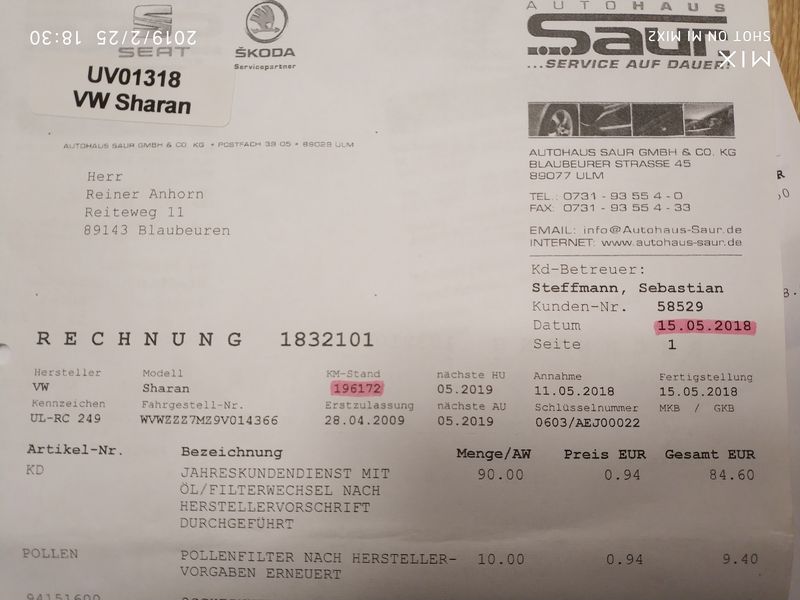 2019/2/25 18:30
SHOT ON MI MIX2
MIX
SEAT
ŠKODA
Servicepartner
AUTOHAUS
Saur
...SERVICE AUF DAUER!
UV01318
VW Sharan
AUTOHAUS SAUR GMBH & CO. KG • POSTFACH 39 05 • 89029 ULM
AUTOHAUS SAUR GMBH & CO. KG
BLAUBEURER STRASSE 45
89077 ULM
TEL.: 0731 - 93 55 4 - 0
FAX: 0731 - 93 55 4 - 33
EMAIL: info@Autohaus-Saur.de
INTERNET: www.autohaus-saur.de
Herr
Reiner Anhorn
Reiteweg 11
89143 Blaubeuren
Kd-Betreuer:
Steffmann, Sebastian
Kunden-Nr. 58529
Datum 15.05.2018
Seite 1
RECHNUNG 1832101
Hersteller Modell KM-Stand nächste HU Annahme Fertigstellung
VW Sharan 196172 05.2019 11.05.2018 15.05.2018
Kennzeichen Fahrgestell-Nr. Erstzulassung nächste AU Schlüsselnummer MKB / GKB
UL-RC 249 WVWZZZ7MZ9V014366 28.04.2009 05.2019 0603/AEJ00022
Artikel-Nr. Bezeichnung Menge/AW Preis EUR Gesamt EUR
KD JAHRESKUNDENDIENST MIT 90.00 0.94 84.60
ÖL/FILTERWECHSEL NACH
HERSTELLERVORSCHRIFT
DURCHGEFÜHRT
POLLEN POLLENFILTER NACH HERSTELLER- 10.00 0.94 9.40
VORGABEN ERNEUERT